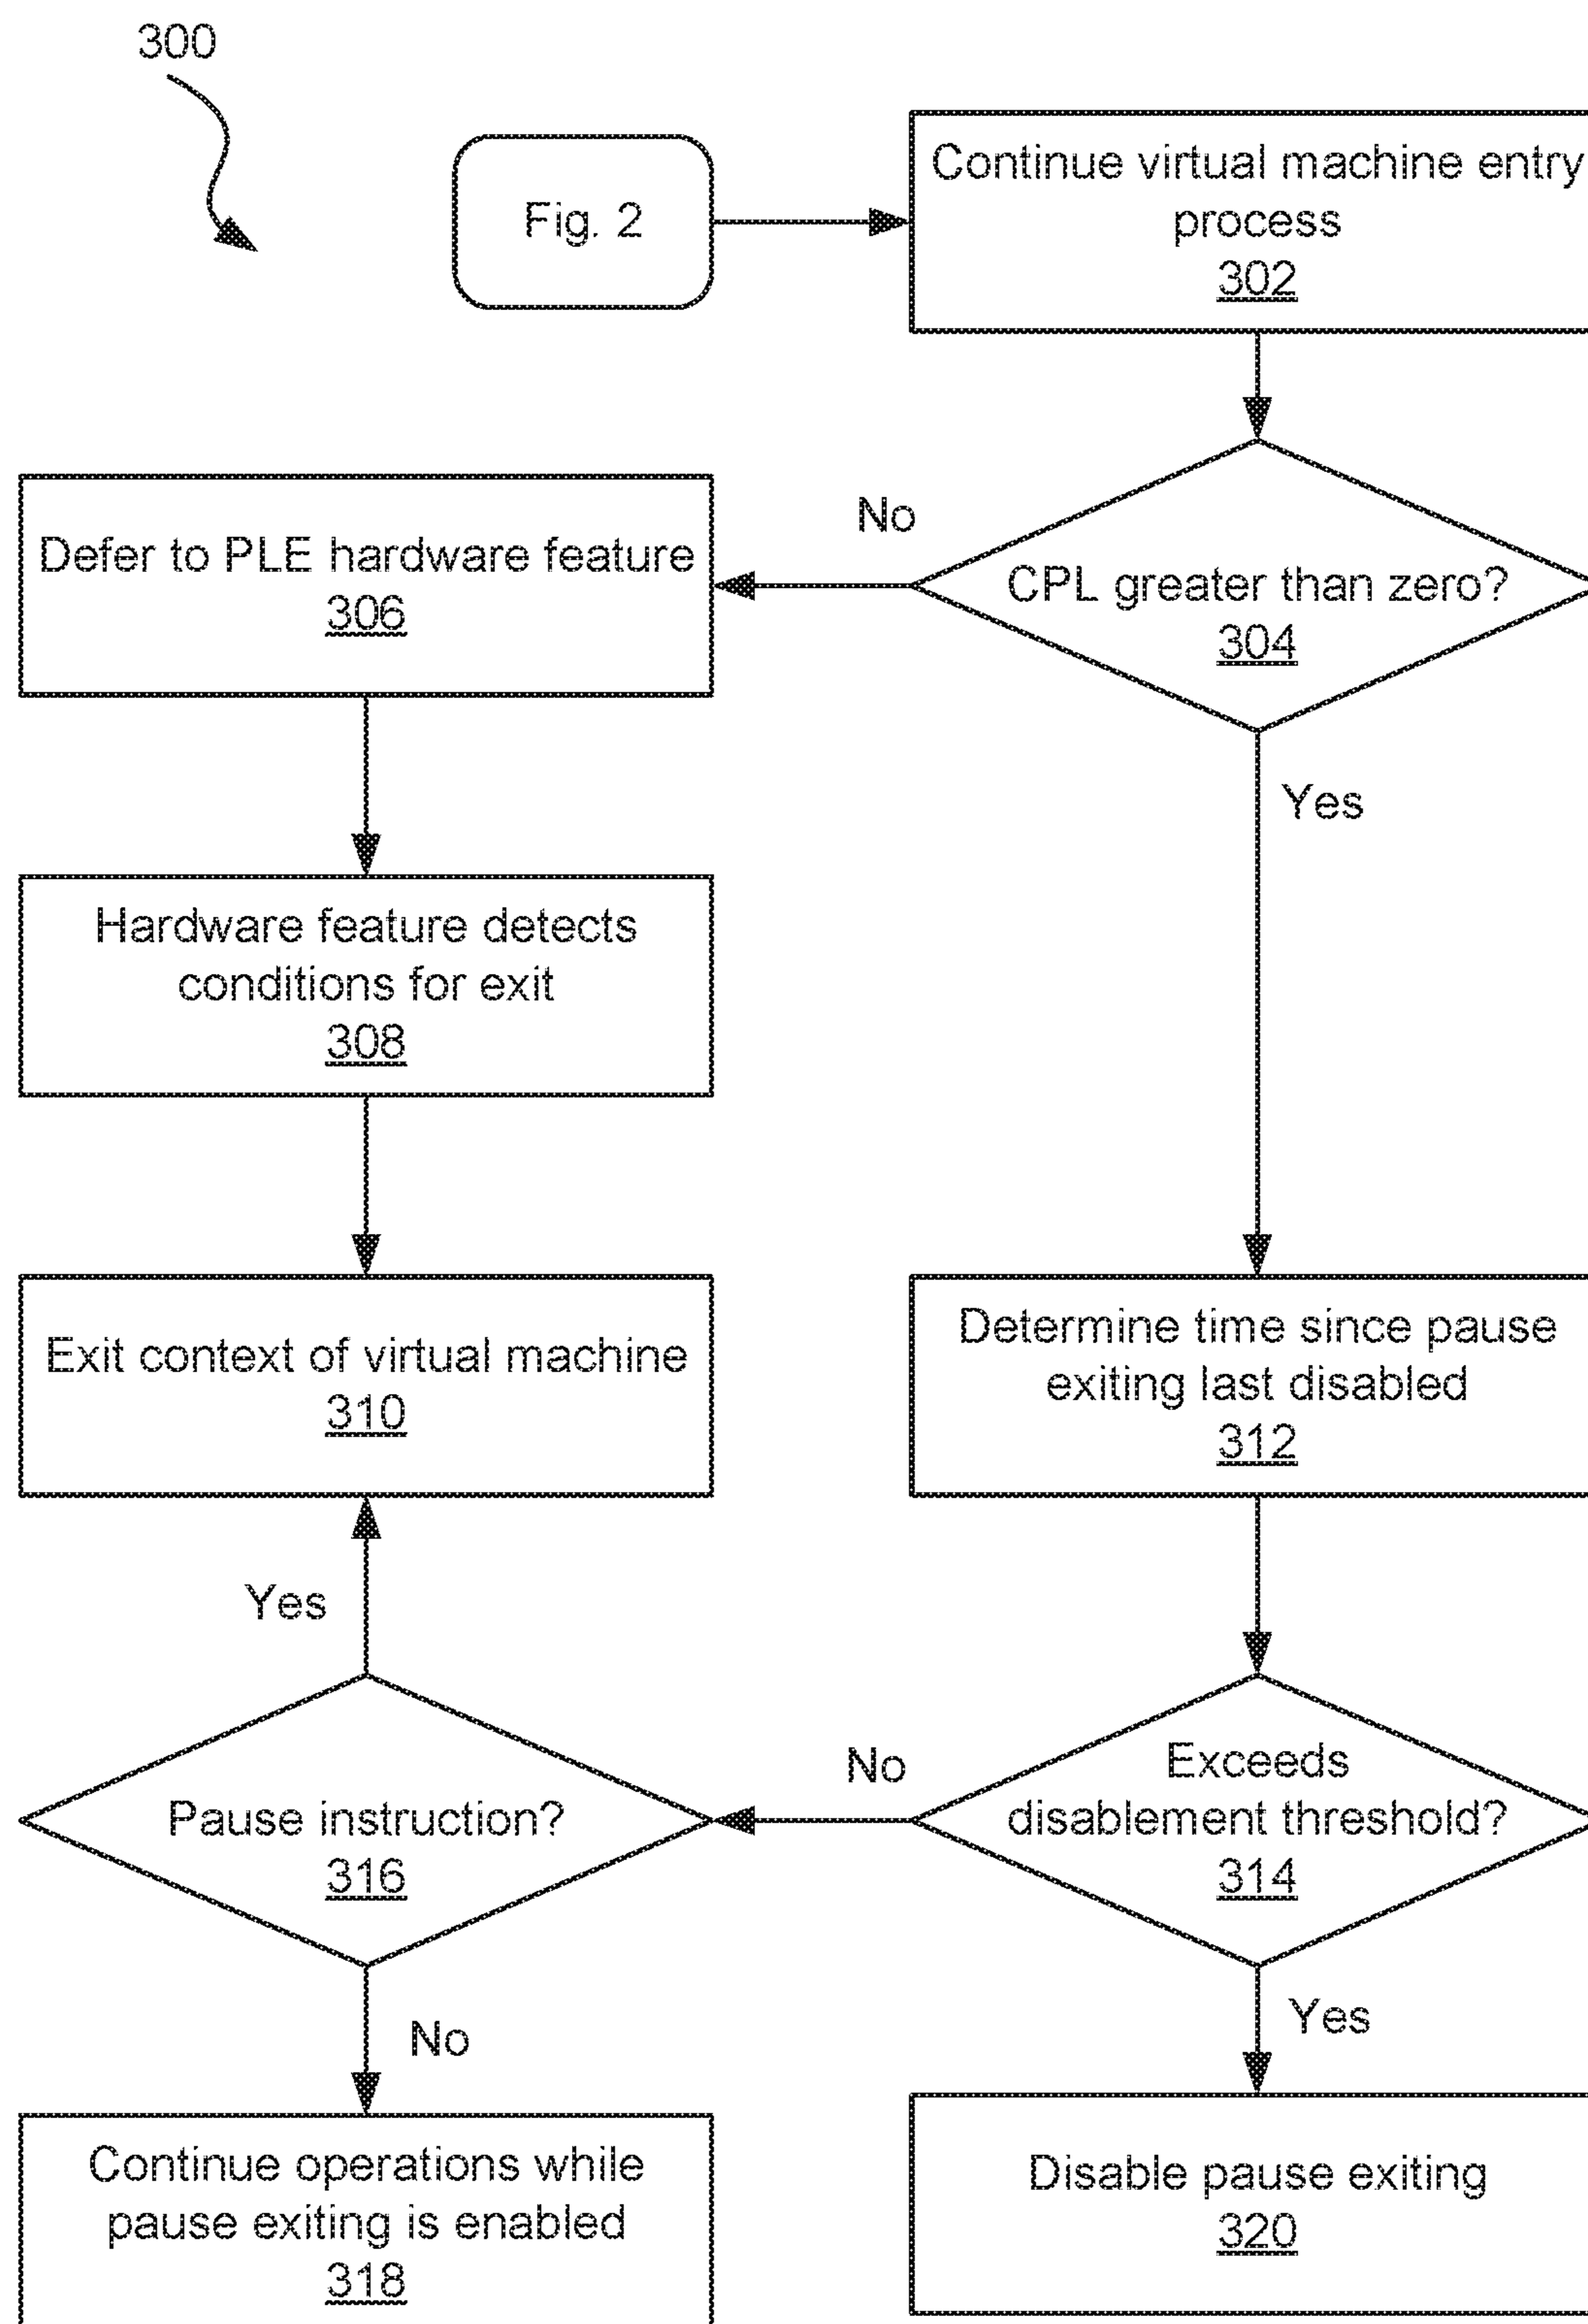 300
Fig. 2
Continue virtual machine entry
process
302
No
Defer to PLE hardware feature
306
CPL greater than zero?
304
Yes
Hardware feature detects
conditions for exit
308
Exit context of virtual machine
310
Determine time since pause
exiting last disabled
312
Yes
No
Pause instruction?
316
Exceeds
disablement threshold?
314
No
Yes
Continue operations while
pause exiting is enabled
318
Disable pause exiting
320